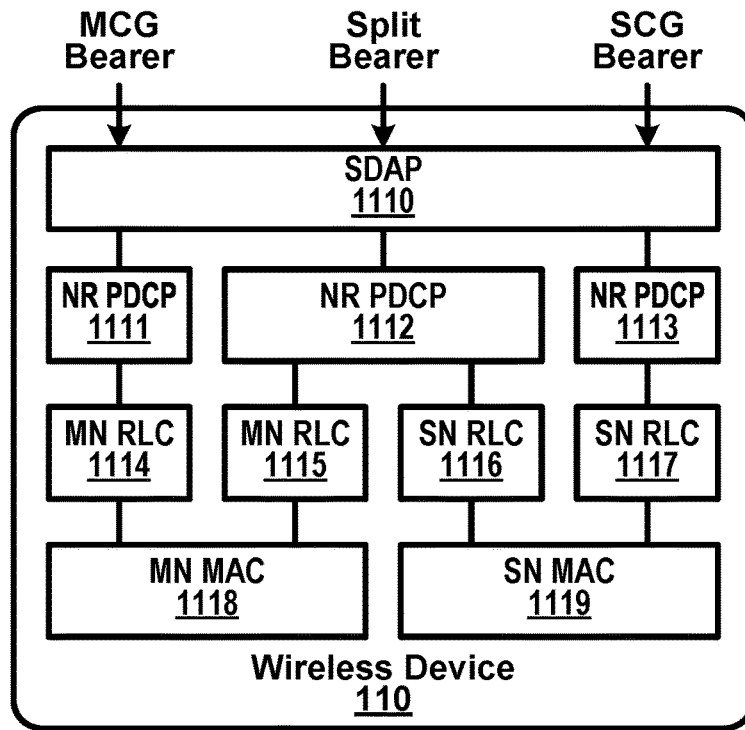 MCG Bearer
Split Bearer
SCG Bearer
SDAP
1110
NR PDCP
1111
NR PDCP
1112
NR PDCP
1113
MN RLC
1114
MN RLC
1115
SN RLC
1116
SN RLC
1117
MN MAC
1118
SN MAC
1119
Wireless Device
110